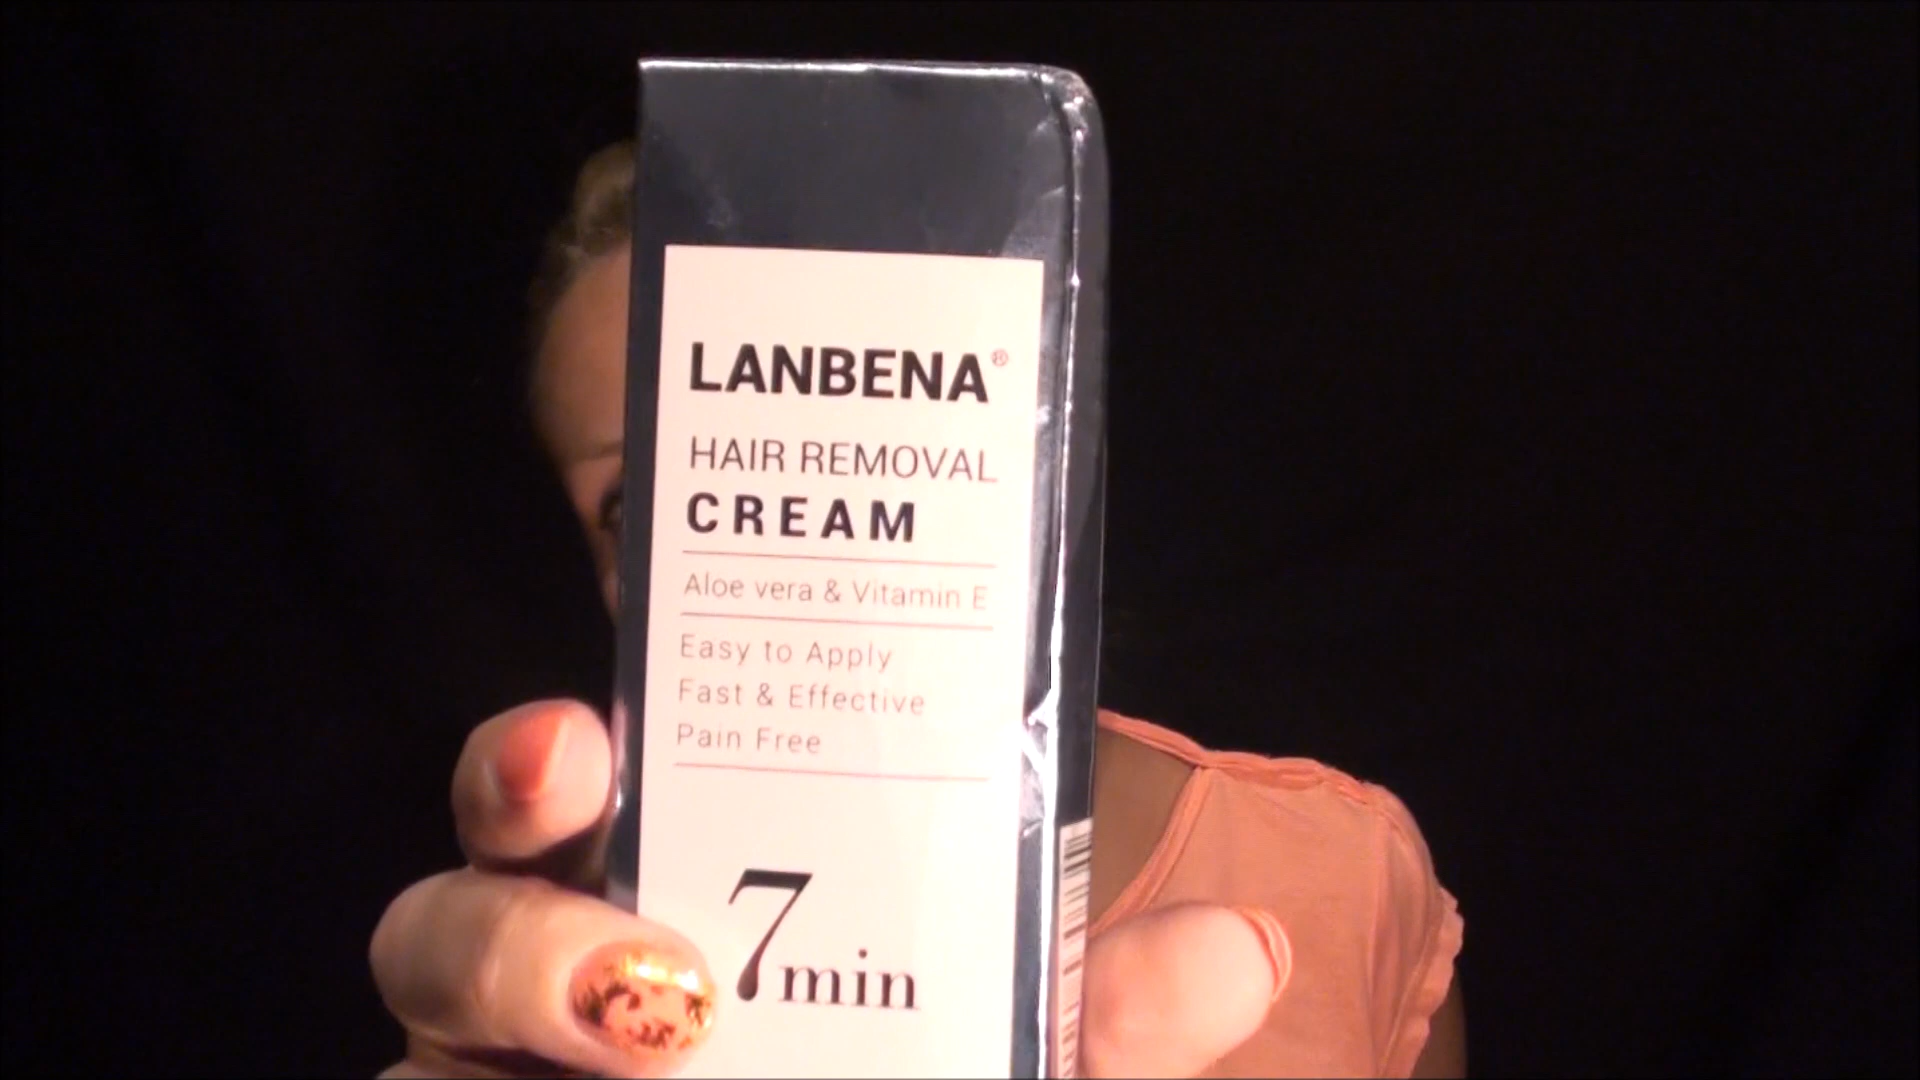 LANBENA®
HAIR REMOVAL
CREAM
Aloe vera & Vitamin E
Easy to Apply
Fast & Effective
Pain Free
7min